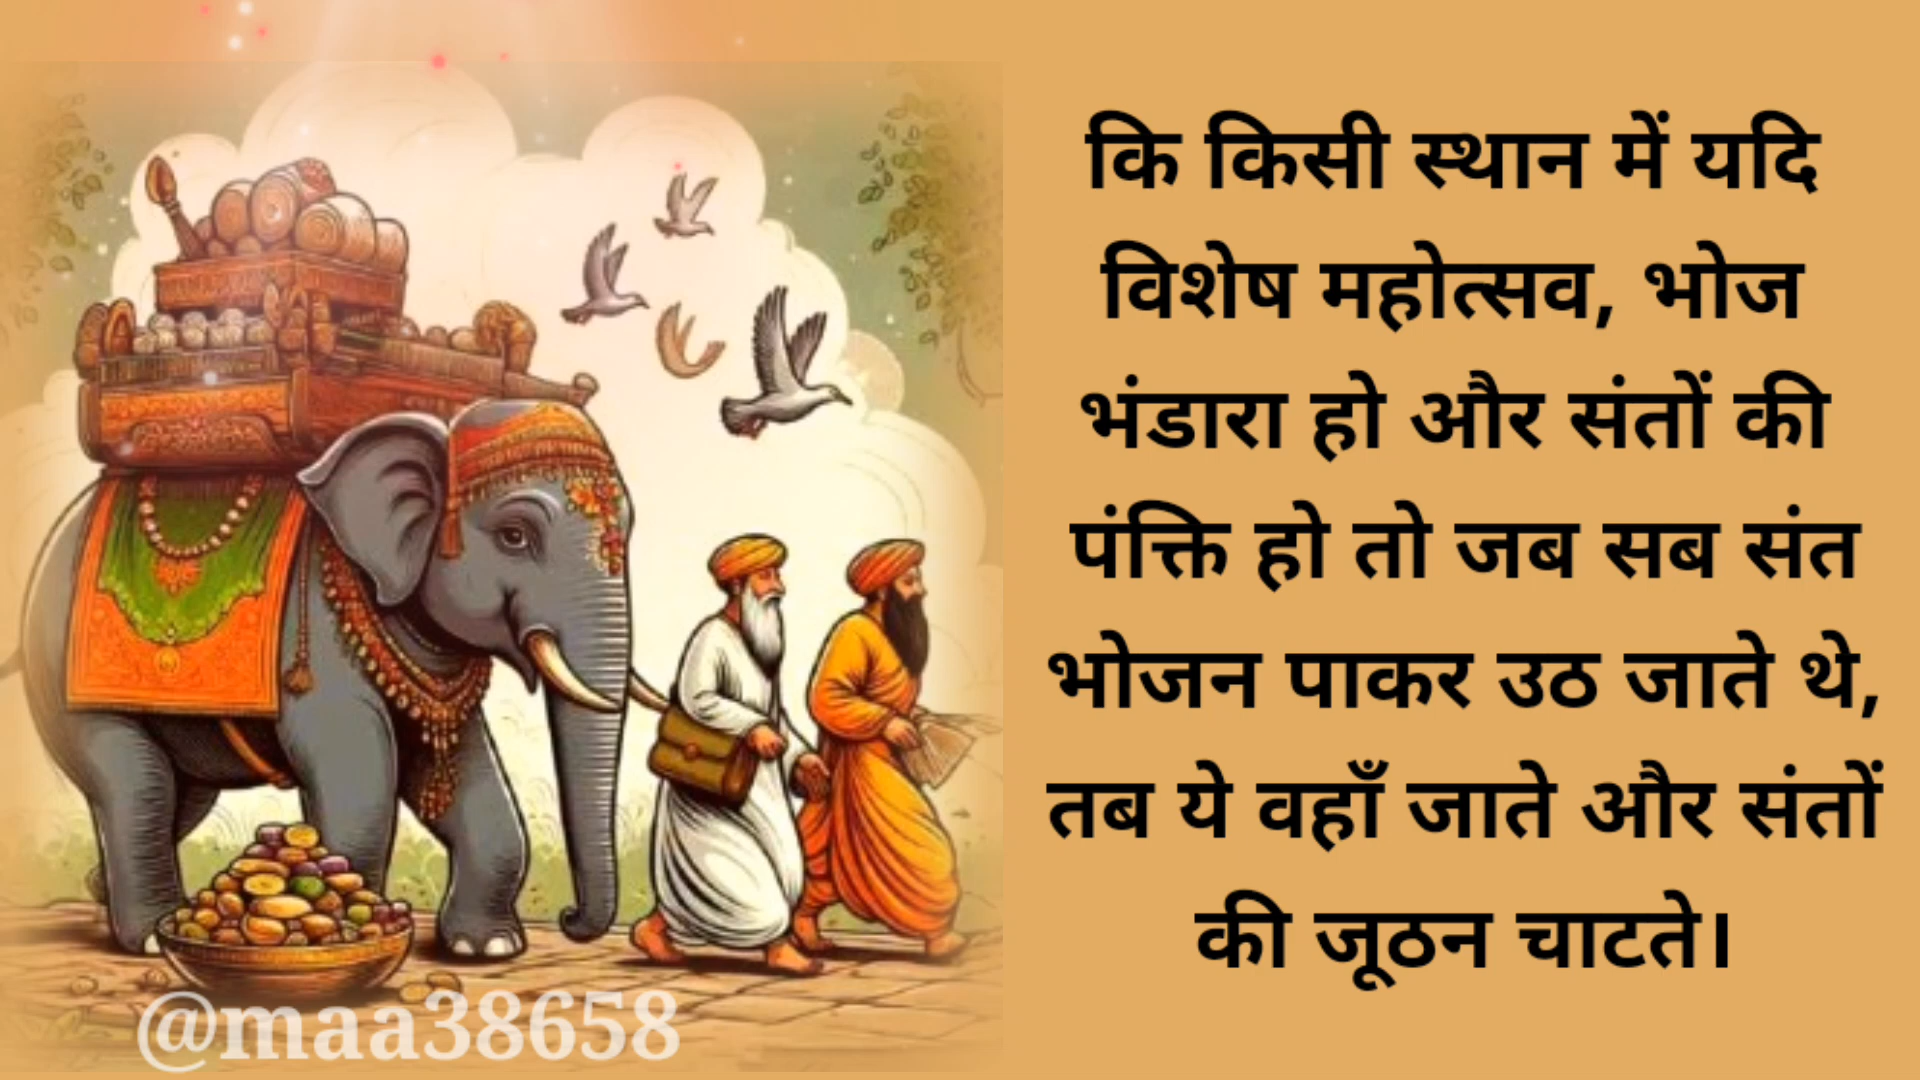 कि किसी स्थान में यदि
विशेष महोत्सव, भोज
भंडारा हो और संतों की
पंक्ति हो तो जब सब संत
भोजन पाकर उठ जाते थे,
तब ये वहाँ जाते और संतों
की जूठन चाटते।
@maa38658